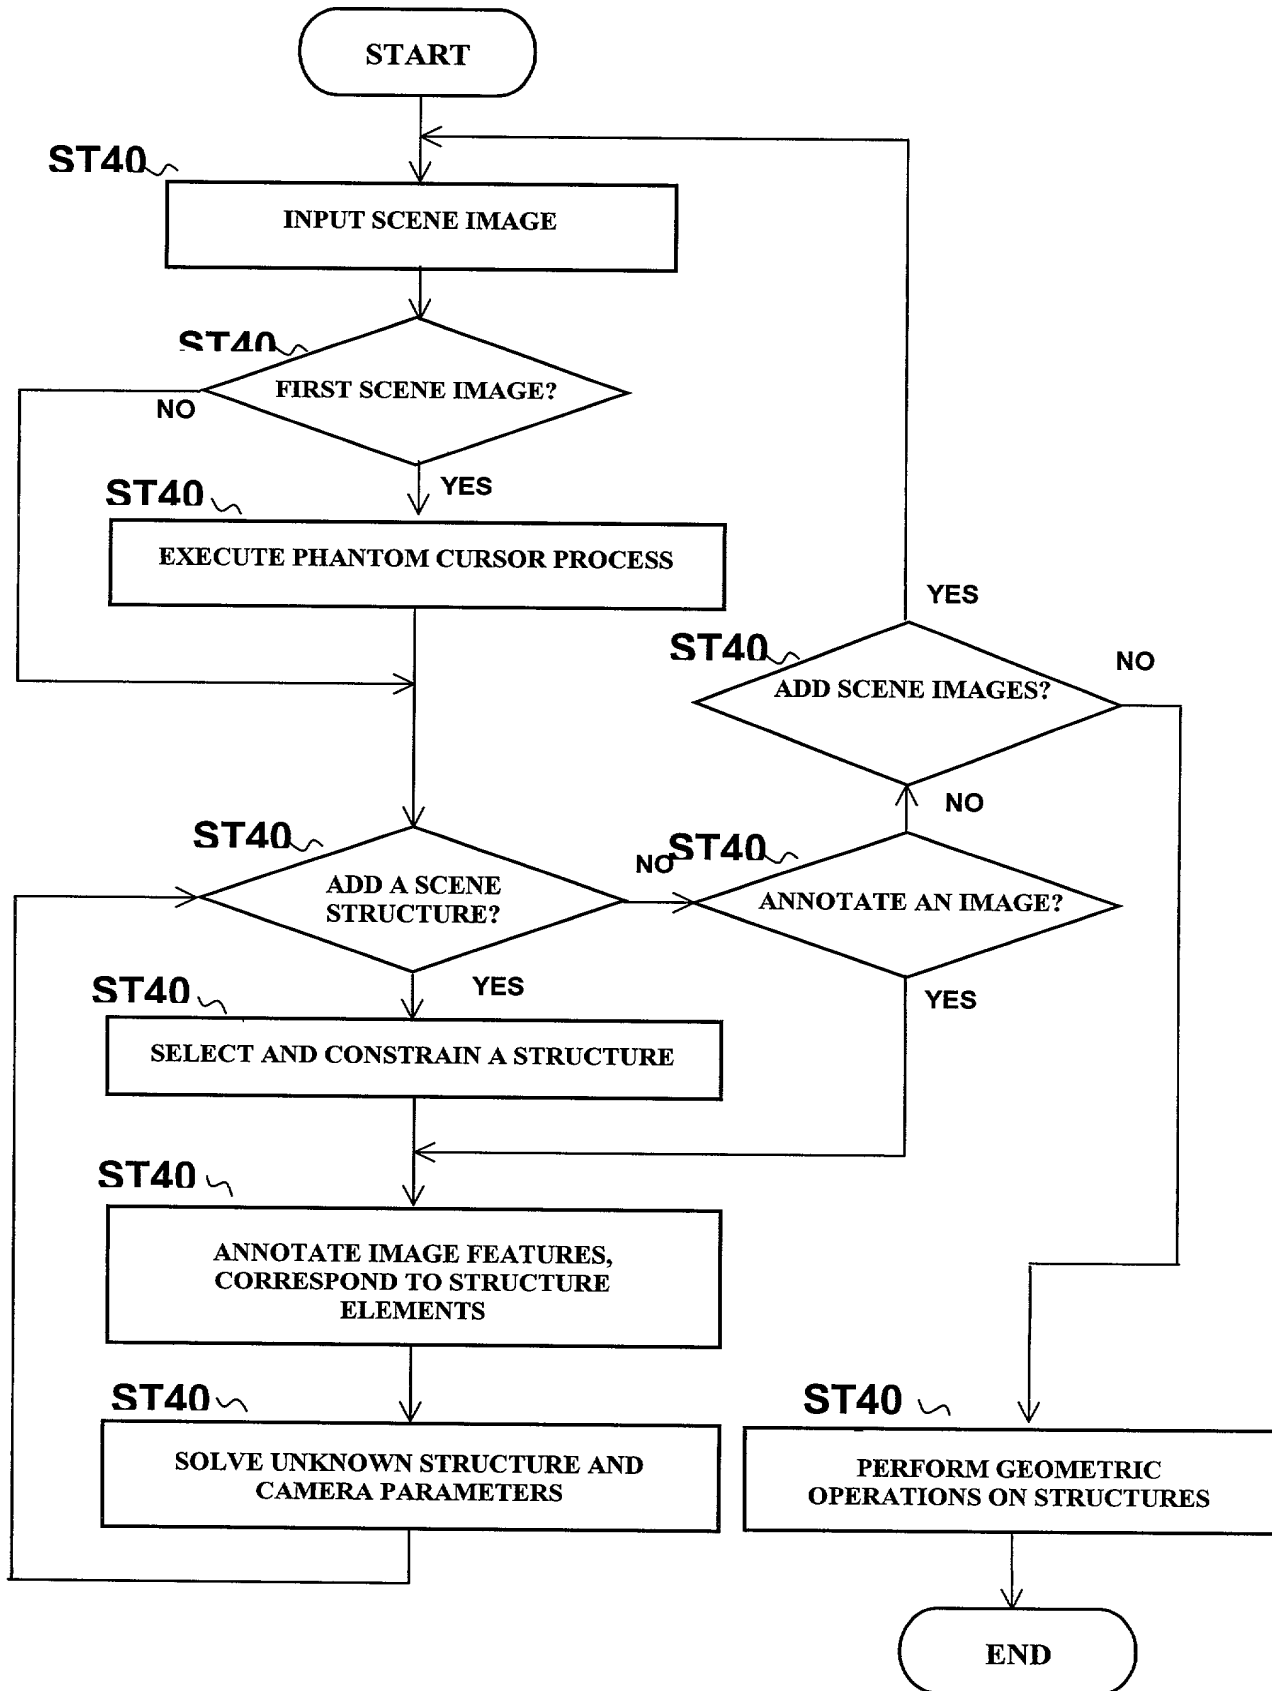 START
ST40
INPUT SCENE IMAGE
ST40
FIRST SCENE IMAGE?
NO
YES
ST40
EXECUTE PHANTOM CURSOR PROCESS
YES
ST40
ADD SCENE IMAGES?
NO
NO
ST40
ADD A SCENE
STRUCTURE?
NO
ST40
ANNOTATE AN IMAGE?
YES
YES
ST40
SELECT AND CONSTRAIN A STRUCTURE
ST40
ANNOTATE IMAGE FEATURES,
CORRESPOND TO STRUCTURE
ELEMENTS
ST40
SOLVE UNKNOWN STRUCTURE AND
CAMERA PARAMETERS
ST40
PERFORM GEOMETRIC
OPERATIONS ON STRUCTURES
END